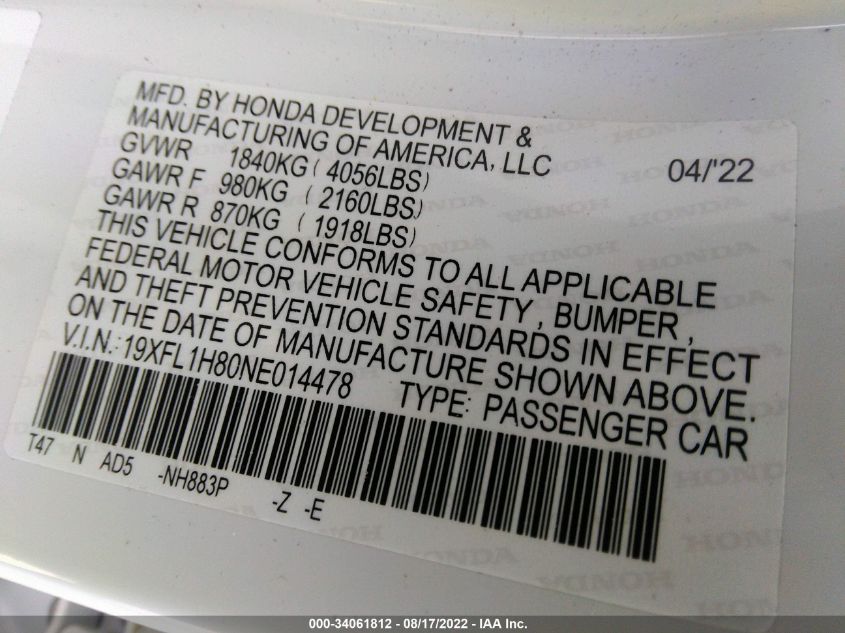 MFD. BY HONDA DEVELOPMENT &
MANUFACTURING OF AMERICA, LLC
04/'22
GVWR 1840KG ( 4056LBS)
GAWR F 980KG ( 2160LBS)
GAWR R 870KG ( 1918LBS)
THIS VEHICLE CONFORMS TO ALL APPLICABLE
FEDERAL MOTOR VEHICLE SAFETY , BUMPER ,
AND THEFT PREVENTION STANDARDS IN EFFECT
ON THE DATE OF MANUFACTURE SHOWN ABOVE.
V.I.N.: 19XFL1H80NE014478 TYPE: PASSENGER CAR
T47 N AD5 -NH883P -Z -E
HONDA
000-34061812 - 08/17/2022 - IAA Inc.